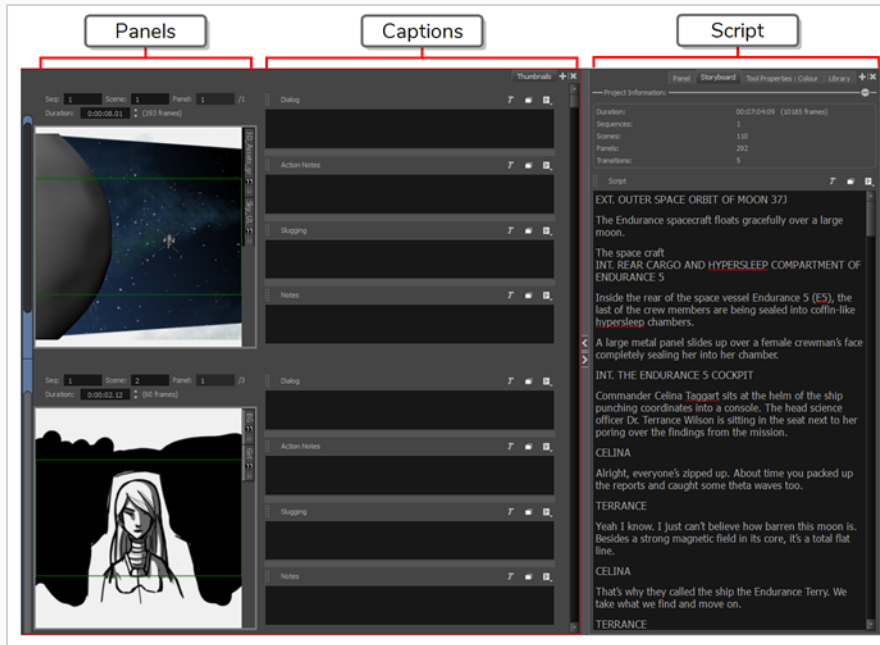 Panels
Captions
Script
Thumbnails
Seq: 1 Scene: 1 Panel: 1 /1
Duration: 0:00:08.01 (193 frames)
Dialog
Action Notes
Slugging
Notes
Seq: 1 Scene: 2 Panel: 1
Duration: 0:00:02.12 (60 frames)
Dialog
Action Notes
Slugging
Notes
Panel Storyboard Tool Properties : Colour Library
Project Information:
Duration: 00:07:04:09 (10185 frames)
Sequences: 1
Scenes: 110
Panels: 292
Transitions: 5
Script
EXT. OUTER SPACE ORBIT OF MOON 37J
The Endurance spacecraft floats gracefully over a large
moon.
The space craft
INT. REAR CARGO AND HYPERSLEEP COMPARTMENT OF
ENDURANCE 5
Inside the rear of the space vessel Endurance 5 (E5), the
last of the crew members are being sealed into coffin-like
hypersleep chambers.
A large metal panel slides up over a female crewman's face
completely sealing her into her chamber.
INT. THE ENDURANCE 5 COCKPIT
Commander Celina Taggart sits at the helm of the ship
punching coordinates into a console. The head science
officer Dr. Terrance Wilson is sitting in the seat next to her
poring over the findings from the mission.
CELINA
Alright, everyone's zipped up. About time you packed up
the reports and caught some theta waves too.
TERRANCE
Yeah I know. I just can't believe how barren this moon is.
Besides a strong magnetic field in its core, it's a total flat
line.
CELINA
That's why they called the ship the Endurance Terry. We
take what we find and move on.
TERRANCE